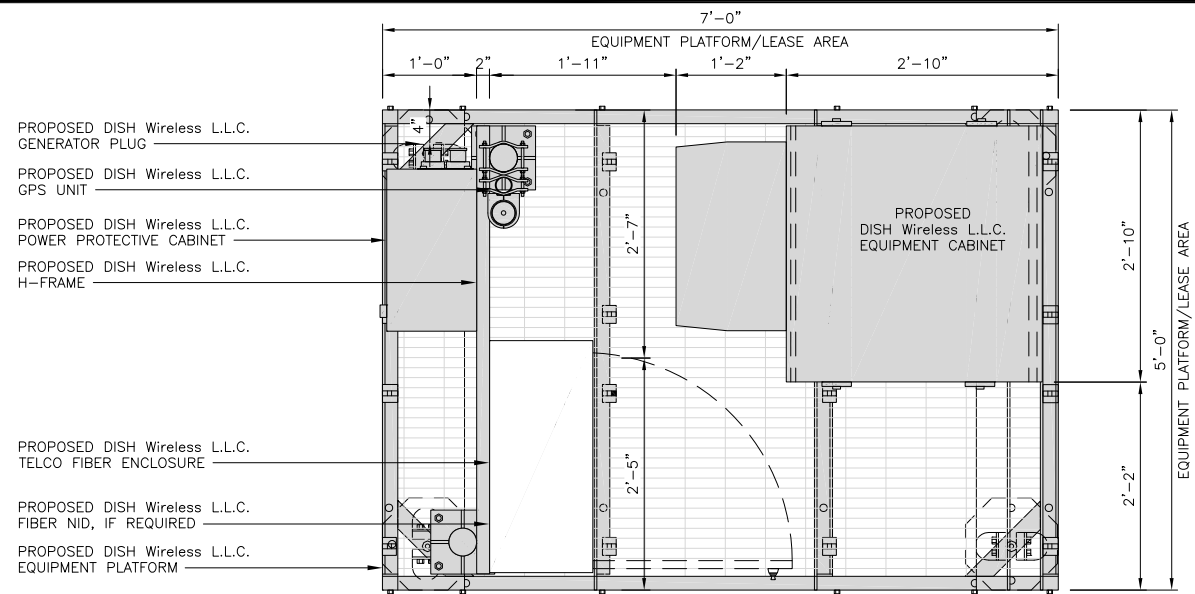 7'-0"
EQUIPMENT PLATFORM/LEASE AREA
1'-0"
2"
1'-11"
1'-2"
2'-10"
PROPOSED DISH Wireless L.L.C.
GENERATOR PLUG
4"
PROPOSED DISH Wireless L.L.C.
GPS UNIT
PROPOSED DISH Wireless L.L.C.
POWER PROTECTIVE CABINET
PROPOSED DISH Wireless L.L.C.
H-FRAME
2'-7"
PROPOSED
DISH Wireless L.L.C.
EQUIPMENT CABINET
2'-10"
5'-0"
EQUIPMENT PLATFORM/LEASE AREA
PROPOSED DISH Wireless L.L.C.
TELCO FIBER ENCLOSURE
2'-5"
2'-2"
PROPOSED DISH Wireless L.L.C.
FIBER NID, IF REQUIRED
PROPOSED DISH Wireless L.L.C.
EQUIPMENT PLATFORM